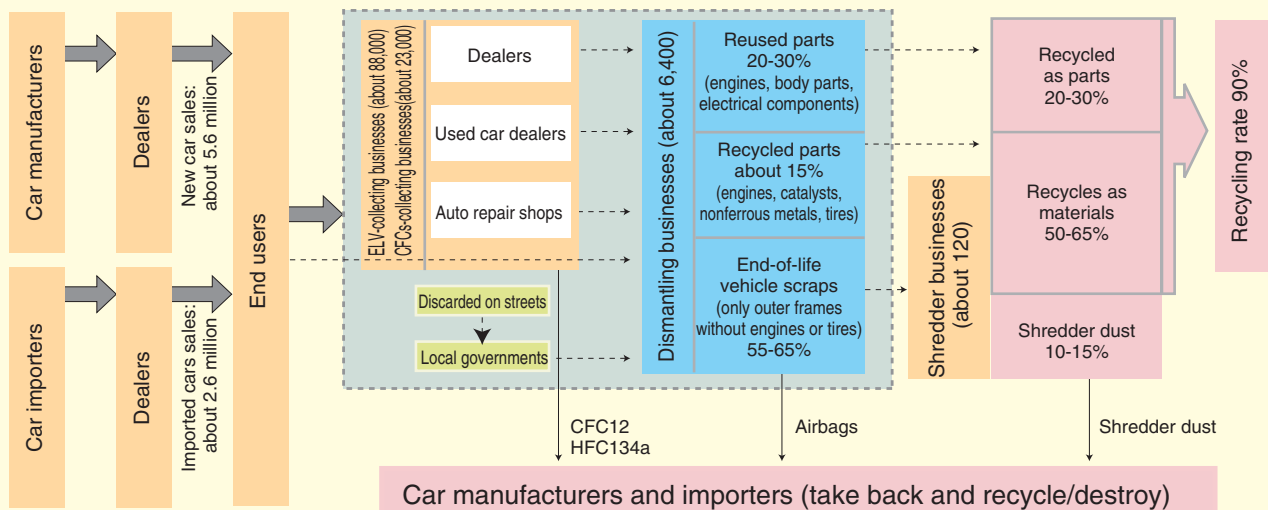 Car manufacturers
Dealers
New car sales:
about 5.6 million
Car importers
Dealers
Imported cars sales:
about 2.6 million
End users
ELV-collecting businesses (about 88,000)
CFCs-collecting businesses(about 23,000)
Dealers
Used car dealers
Auto repair shops
Discarded on streets
Local governments
Dismantling businesses (about 6,400)
Reused parts
20-30%
(engines, body parts,
electrical components)
Recycled parts
about 15%
(engines, catalysts,
nonferrous metals, tires)
End-of-life
vehicle scraps
(only outer frames
without engines or tires)
55-65%
Shredder businesses
(about 120)
Recycled
as parts
20-30%
Recycles as
materials
50-65%
Shredder dust
10-15%
Recycling rate 90%
CFC12
HFC134a
Airbags
Shredder dust
Car manufacturers and importers (take back and recycle/destroy)